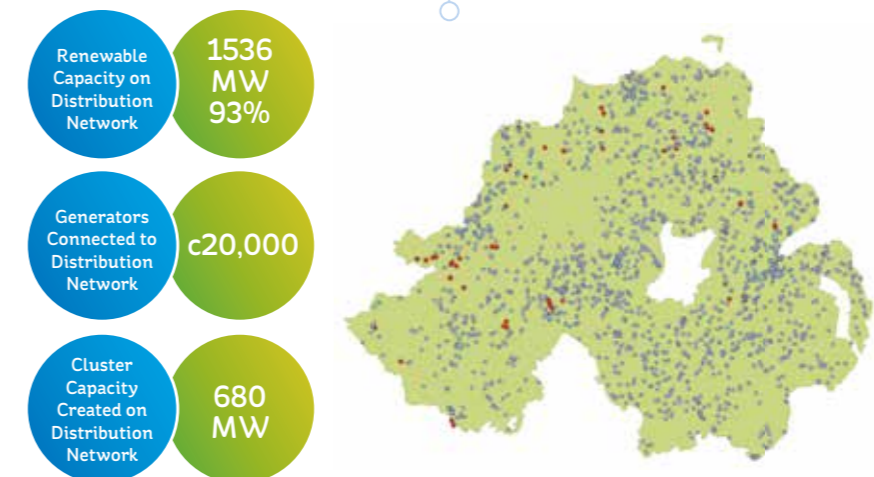 Renewable
Capacity on
Distribution
Network
1536
MW
93%
Generators
Connected to
Distribution
Network
c20,000
Cluster
Capacity
Created on
Distribution
Network
680
MW